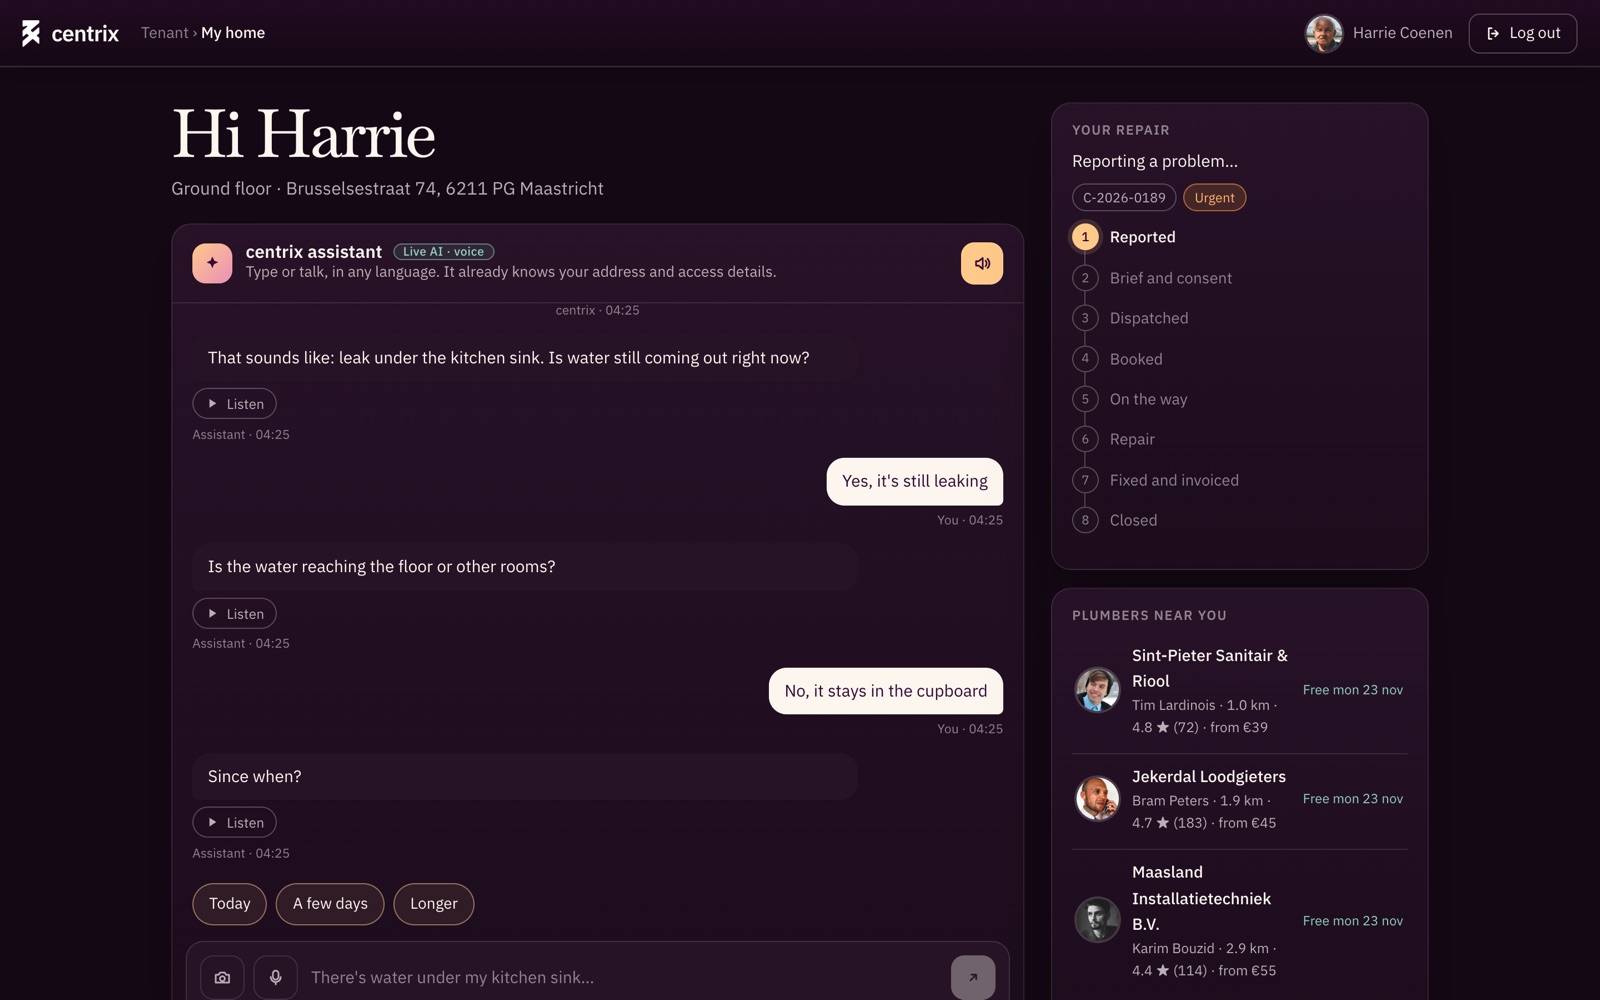 centrix
Tenant › My home
Harrie Coenen
Log out
Hi Harrie
Ground floor · Brusselsestraat 74, 6211 PG Maastricht
centrix assistant
Live AI · voice
Type or talk, in any language. It already knows your address and access details.
centrix · 04:25
That sounds like: leak under the kitchen sink. Is water still coming out right now?
Listen
Assistant · 04:25
Yes, it's still leaking
You · 04:25
Is the water reaching the floor or other rooms?
Listen
Assistant · 04:25
No, it stays in the cupboard
You · 04:25
Since when?
Listen
Assistant · 04:25
Today
A few days
Longer
There's water under my kitchen sink...
YOUR REPAIR
Reporting a problem...
C-2026-0189
Urgent
1 Reported
2 Brief and consent
3 Dispatched
4 Booked
5 On the way
6 Repair
7 Fixed and invoiced
8 Closed
PLUMBERS NEAR YOU
Sint-Pieter Sanitair &
Riool
Tim Lardinois · 1.0 km ·
4.8 ★ (72) · from €39
Free mon 23 nov
Jekerdal Loodgieters
Bram Peters · 1.9 km ·
4.7 ★ (183) · from €45
Free mon 23 nov
Maasland
Installatietechniek
B.V.
Karim Bouzid · 2.9 km ·
4.4 ★ (114) · from €55
Free mon 23 nov